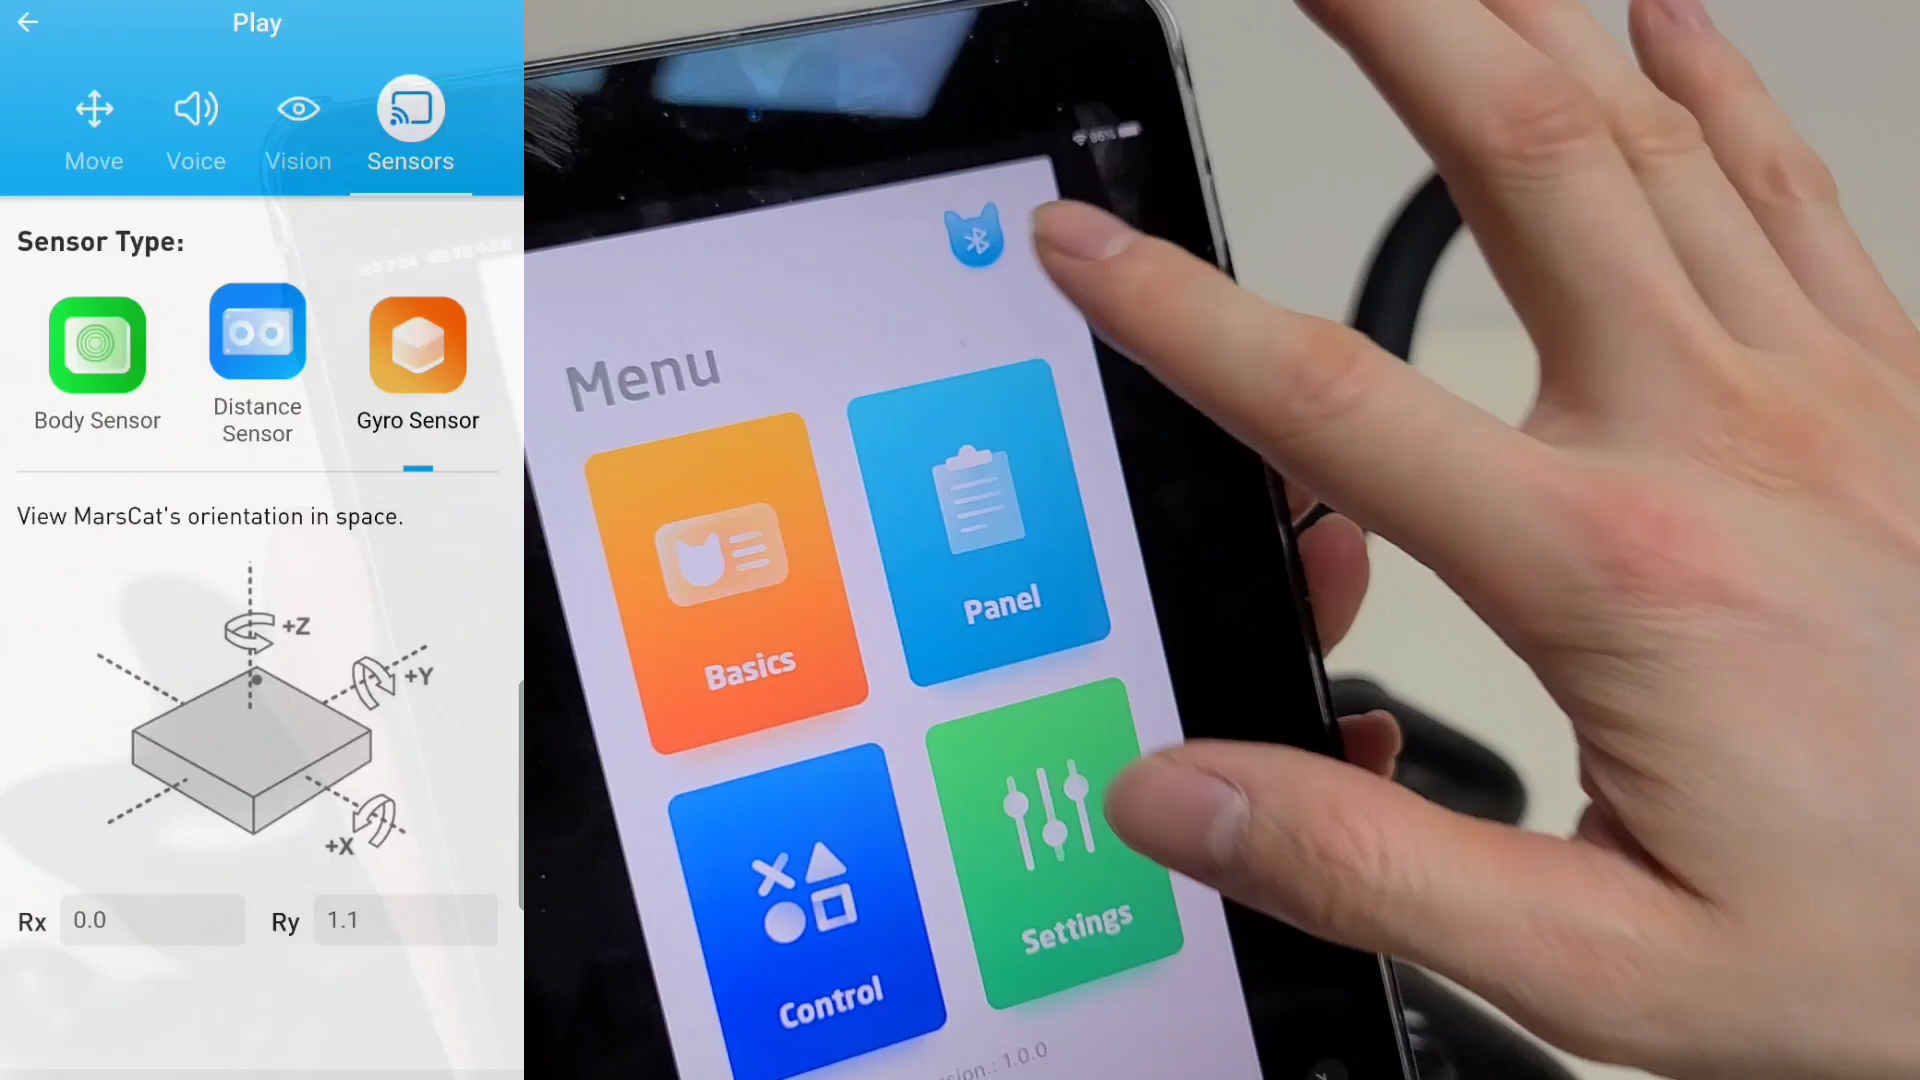 Play
Move
Voice
Vision
Sensors
Sensor Type:
Body Sensor
Distance
Sensor
Gyro Sensor
View MarsCat's orientation in space.
+Z
+Y
+X
Rx
0.0
Ry
1.1
96%
Menu
Basics
Panel
Control
Settings
1.0.0